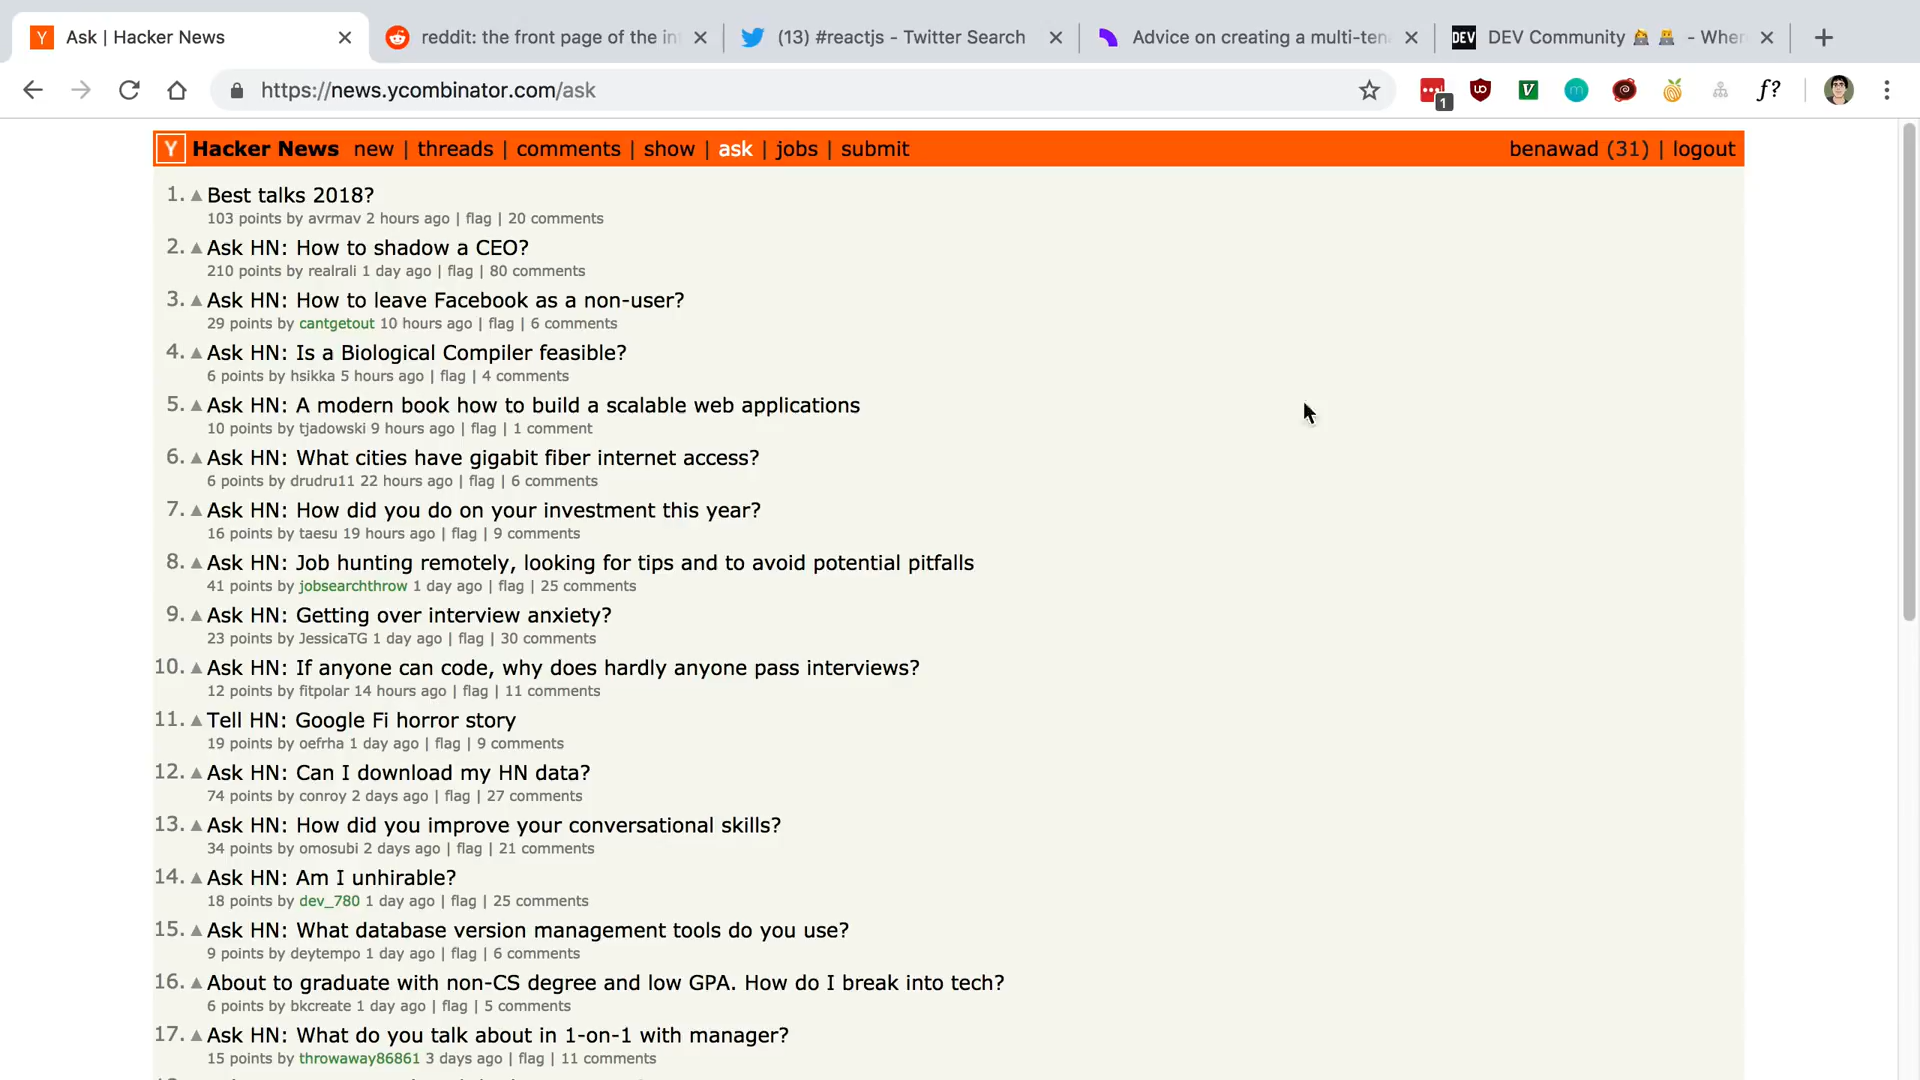 Ask | Hacker News
reddit: the front page of the in
(13) #reactjs - Twitter Search
Advice on creating a multi-ten
DEV
DEV Community - Wher
https://news.ycombinator.com/ask
1
f?
Y Hacker News new | threads | comments | show | ask | jobs | submit
benawad (31) | logout
1. Best talks 2018?
103 points by avrmav 2 hours ago | flag | 20 comments
2. Ask HN: How to shadow a CEO?
210 points by realrali 1 day ago | flag | 80 comments
3. Ask HN: How to leave Facebook as a non-user?
29 points by cantgetout 10 hours ago | flag | 6 comments
4. Ask HN: Is a Biological Compiler feasible?
6 points by hsikka 5 hours ago | flag | 4 comments
5. Ask HN: A modern book how to build a scalable web applications
10 points by tjadowski 9 hours ago | flag | 1 comment
6. Ask HN: What cities have gigabit fiber internet access?
6 points by drudru11 22 hours ago | flag | 6 comments
7. Ask HN: How did you do on your investment this year?
16 points by taesu 19 hours ago | flag | 9 comments
8. Ask HN: Job hunting remotely, looking for tips and to avoid potential pitfalls
41 points by jobsearchthrow 1 day ago | flag | 25 comments
9. Ask HN: Getting over interview anxiety?
23 points by JessicaTG 1 day ago | flag | 30 comments
10. Ask HN: If anyone can code, why does hardly anyone pass interviews?
12 points by fitpolar 14 hours ago | flag | 11 comments
11. Tell HN: Google Fi horror story
19 points by oefrha 1 day ago | flag | 9 comments
12. Ask HN: Can I download my HN data?
74 points by conroy 2 days ago | flag | 27 comments
13. Ask HN: How did you improve your conversational skills?
34 points by omosubi 2 days ago | flag | 21 comments
14. Ask HN: Am I unhirable?
18 points by dev_780 1 day ago | flag | 25 comments
15. Ask HN: What database version management tools do you use?
9 points by deytempo 1 day ago | flag | 6 comments
16. About to graduate with non-CS degree and low GPA. How do I break into tech?
6 points by bkcreate 1 day ago | flag | 5 comments
17. Ask HN: What do you talk about in 1-on-1 with manager?
15 points by throwaway86861 3 days ago | flag | 11 comments